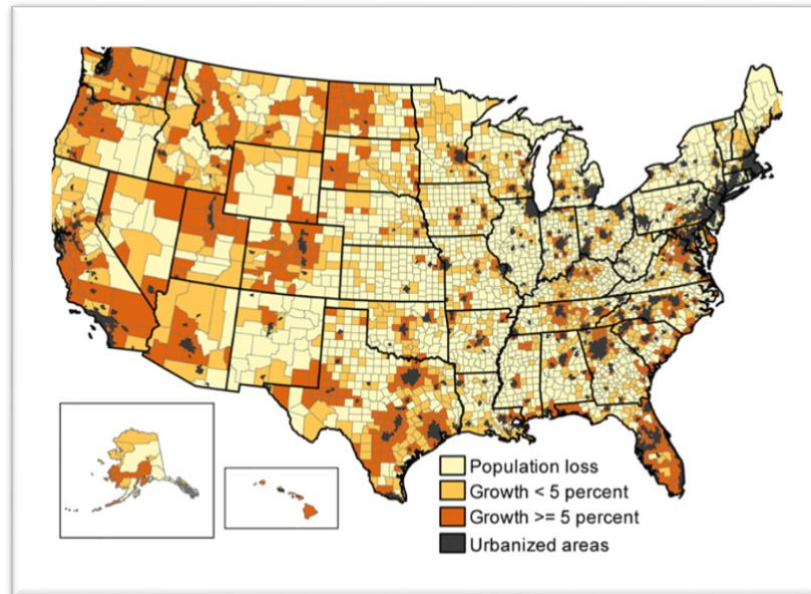 Population loss
Growth < 5 percent
Growth >= 5 percent
Urbanized areas